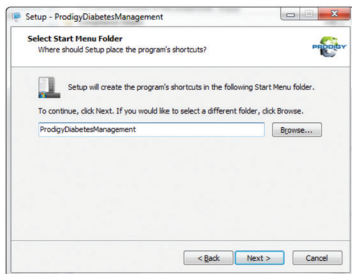 Setup - ProdigyDiabetesManagement
Select Start Menu Folder
Where should Setup place the program's shortcuts?
PRODIGY
Setup will create the program's shortcuts in the following Start Menu folder.
To continue, click Next. If you would like to select a different folder, click Browse.
ProdigyDiabetesManagement
Browse...
< Back
Next >
Cancel